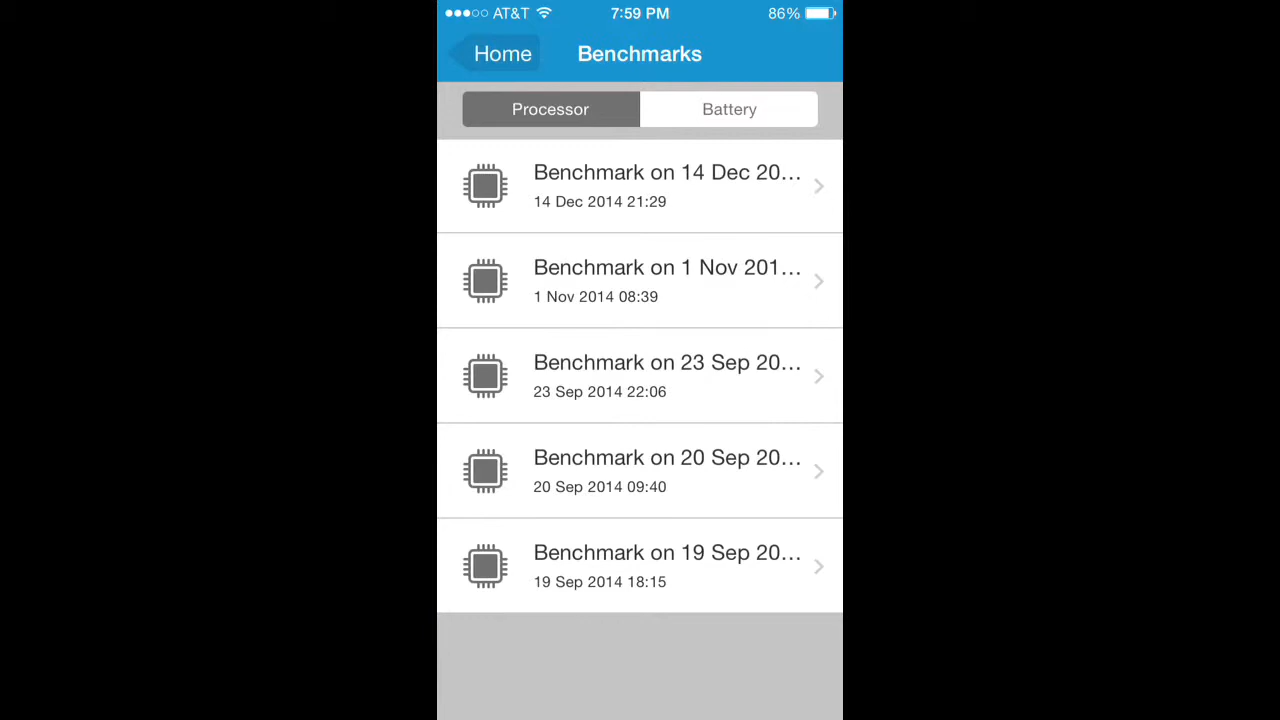 AT&T 7:59 PM 86%
Home Benchmarks
Processor Battery
Benchmark on 14 Dec 20...
14 Dec 2014 21:29
Benchmark on 1 Nov 201...
1 Nov 2014 08:39
Benchmark on 23 Sep 20...
23 Sep 2014 22:06
Benchmark on 20 Sep 20...
20 Sep 2014 09:40
Benchmark on 19 Sep 20...
19 Sep 2014 18:15